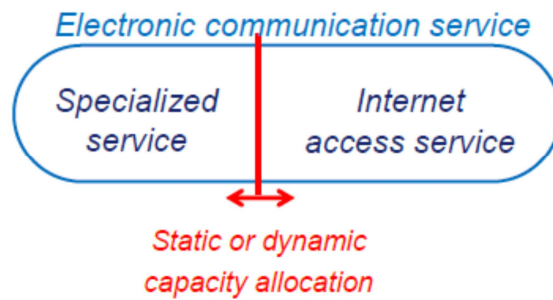 Electronic communication service
Specialized
service
Internet
access service
Static or dynamic
capacity allocation